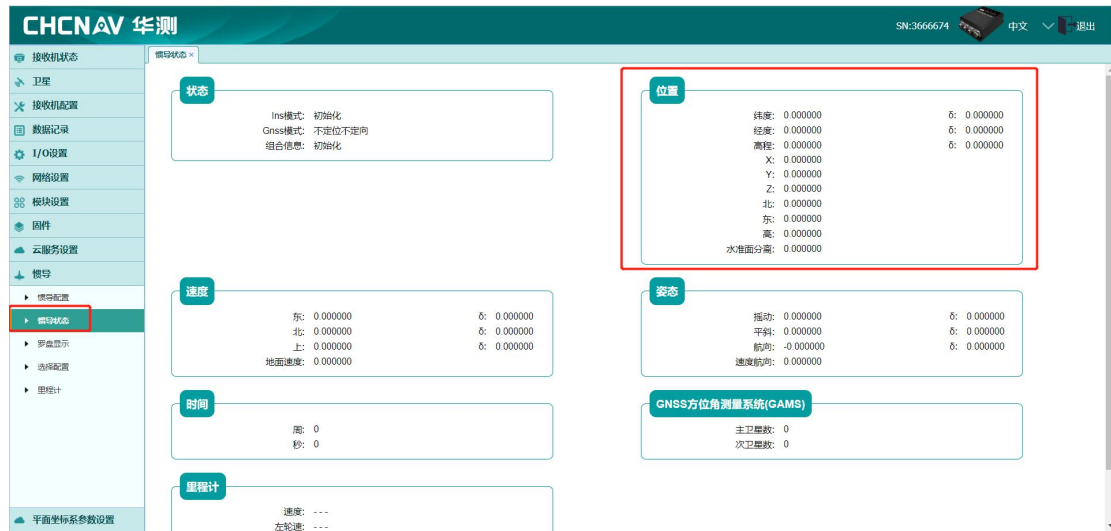 CHCNAV 华测
SN:3666674 中文 退出
接收机状态
卫星
接收机配置
数据记录
I/O设置
网络设置
模块设置
固件
云服务设置
惯导
惯导配置
惯导状态
罗盘显示
选择配置
里程计
平面坐标系参数设置
惯导状态 ×
状态
Ins模式: 初始化
Gnss模式: 不定位不定向
组合信息: 初始化
位置
纬度: 0.000000 δ: 0.000000
经度: 0.000000 δ: 0.000000
高程: 0.000000 δ: 0.000000
X: 0.000000
Y: 0.000000
Z: 0.000000
北: 0.000000
东: 0.000000
高: 0.000000
水准面分离: 0.000000
速度
东: 0.000000 δ: 0.000000
北: 0.000000 δ: 0.000000
上: 0.000000 δ: 0.000000
地面速度: 0.000000
姿态
摇动: 0.000000 δ: 0.000000
平斜: 0.000000 δ: 0.000000
航向: -0.000000 δ: 0.000000
速度航向: 0.000000
时间
周: 0
秒: 0
GNSS方位角测量系统(GAMS)
主卫星数: 0
次卫星数: 0
里程计
速度: ---
左轮速: ---